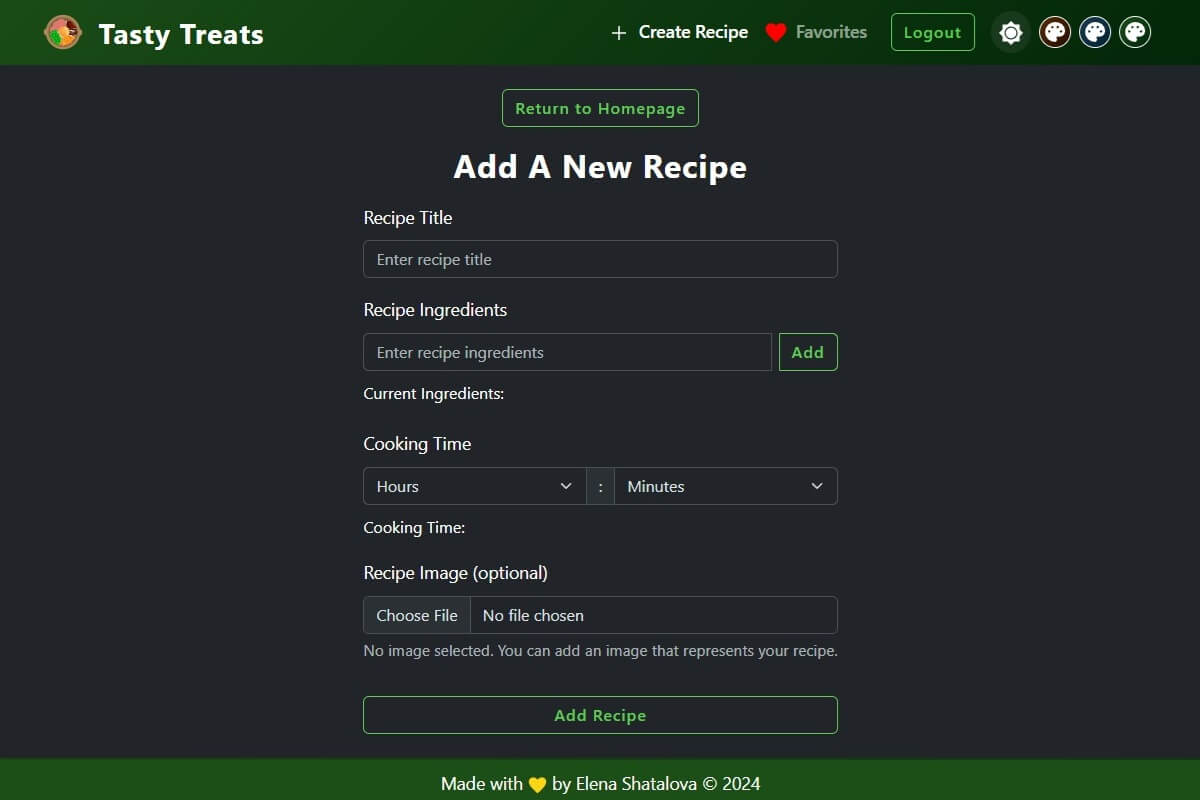 Tasty Treats
Create Recipe Favorites Logout
Return to Homepage
Add A New Recipe
Recipe Title
Enter recipe title
Recipe Ingredients
Enter recipe ingredients Add
Current Ingredients:
Cooking Time
Hours : Minutes
Cooking Time:
Recipe Image (optional)
Choose File No file chosen
No image selected. You can add an image that represents your recipe.
Add Recipe
Made with 💛 by Elena Shatalova © 2024